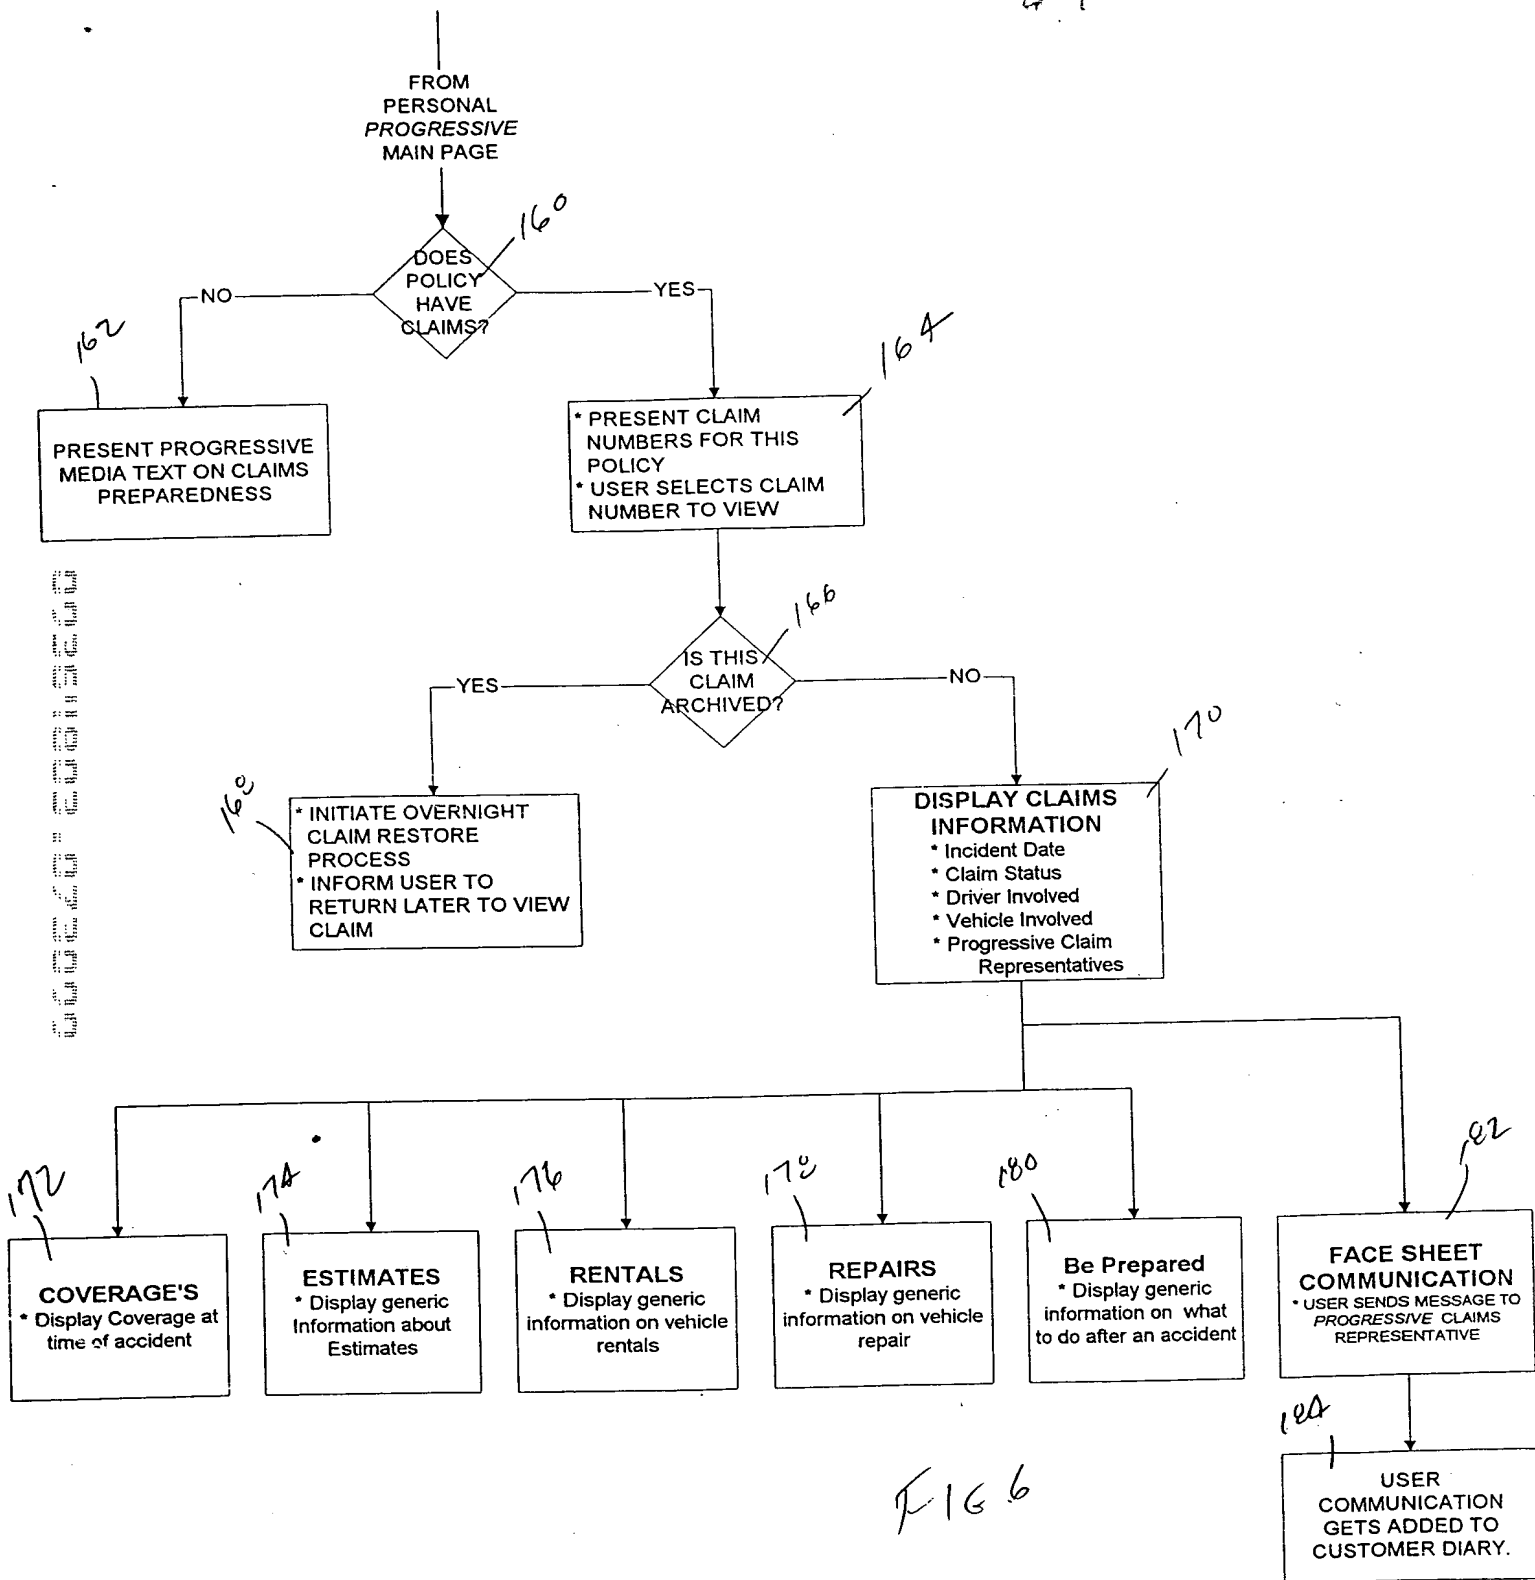 FROM
PERSONAL
PROGRESSIVE
MAIN PAGE
160
DOES
POLICY
HAVE
CLAIMS?
NO
YES
162
164
PRESENT PROGRESSIVE
MEDIA TEXT ON CLAIMS
PREPAREDNESS
* PRESENT CLAIM
NUMBERS FOR THIS
POLICY
* USER SELECTS CLAIM
NUMBER TO VIEW
166
IS THIS
CLAIM
ARCHIVED?
YES
NO
168
170
* INITIATE OVERNIGHT
CLAIM RESTORE
PROCESS
* INFORM USER TO
RETURN LATER TO VIEW
CLAIM
DISPLAY CLAIMS
INFORMATION
* Incident Date
* Claim Status
* Driver Involved
* Vehicle Involved
* Progressive Claim
Representatives
172
174
176
178
180
182
COVERAGE'S
* Display Coverage at
time of accident
ESTIMATES
* Display generic
Information about
Estimates
RENTALS
* Display generic
information on vehicle
rentals
REPAIRS
* Display generic
information on vehicle
repair
Be Prepared
* Display generic
information on what
to do after an accident
FACE SHEET
COMMUNICATION
* USER SENDS MESSAGE TO
PROGRESSIVE CLAIMS
REPRESENTATIVE
184
USER
COMMUNICATION
GETS ADDED TO
CUSTOMER DIARY.
FIG 6